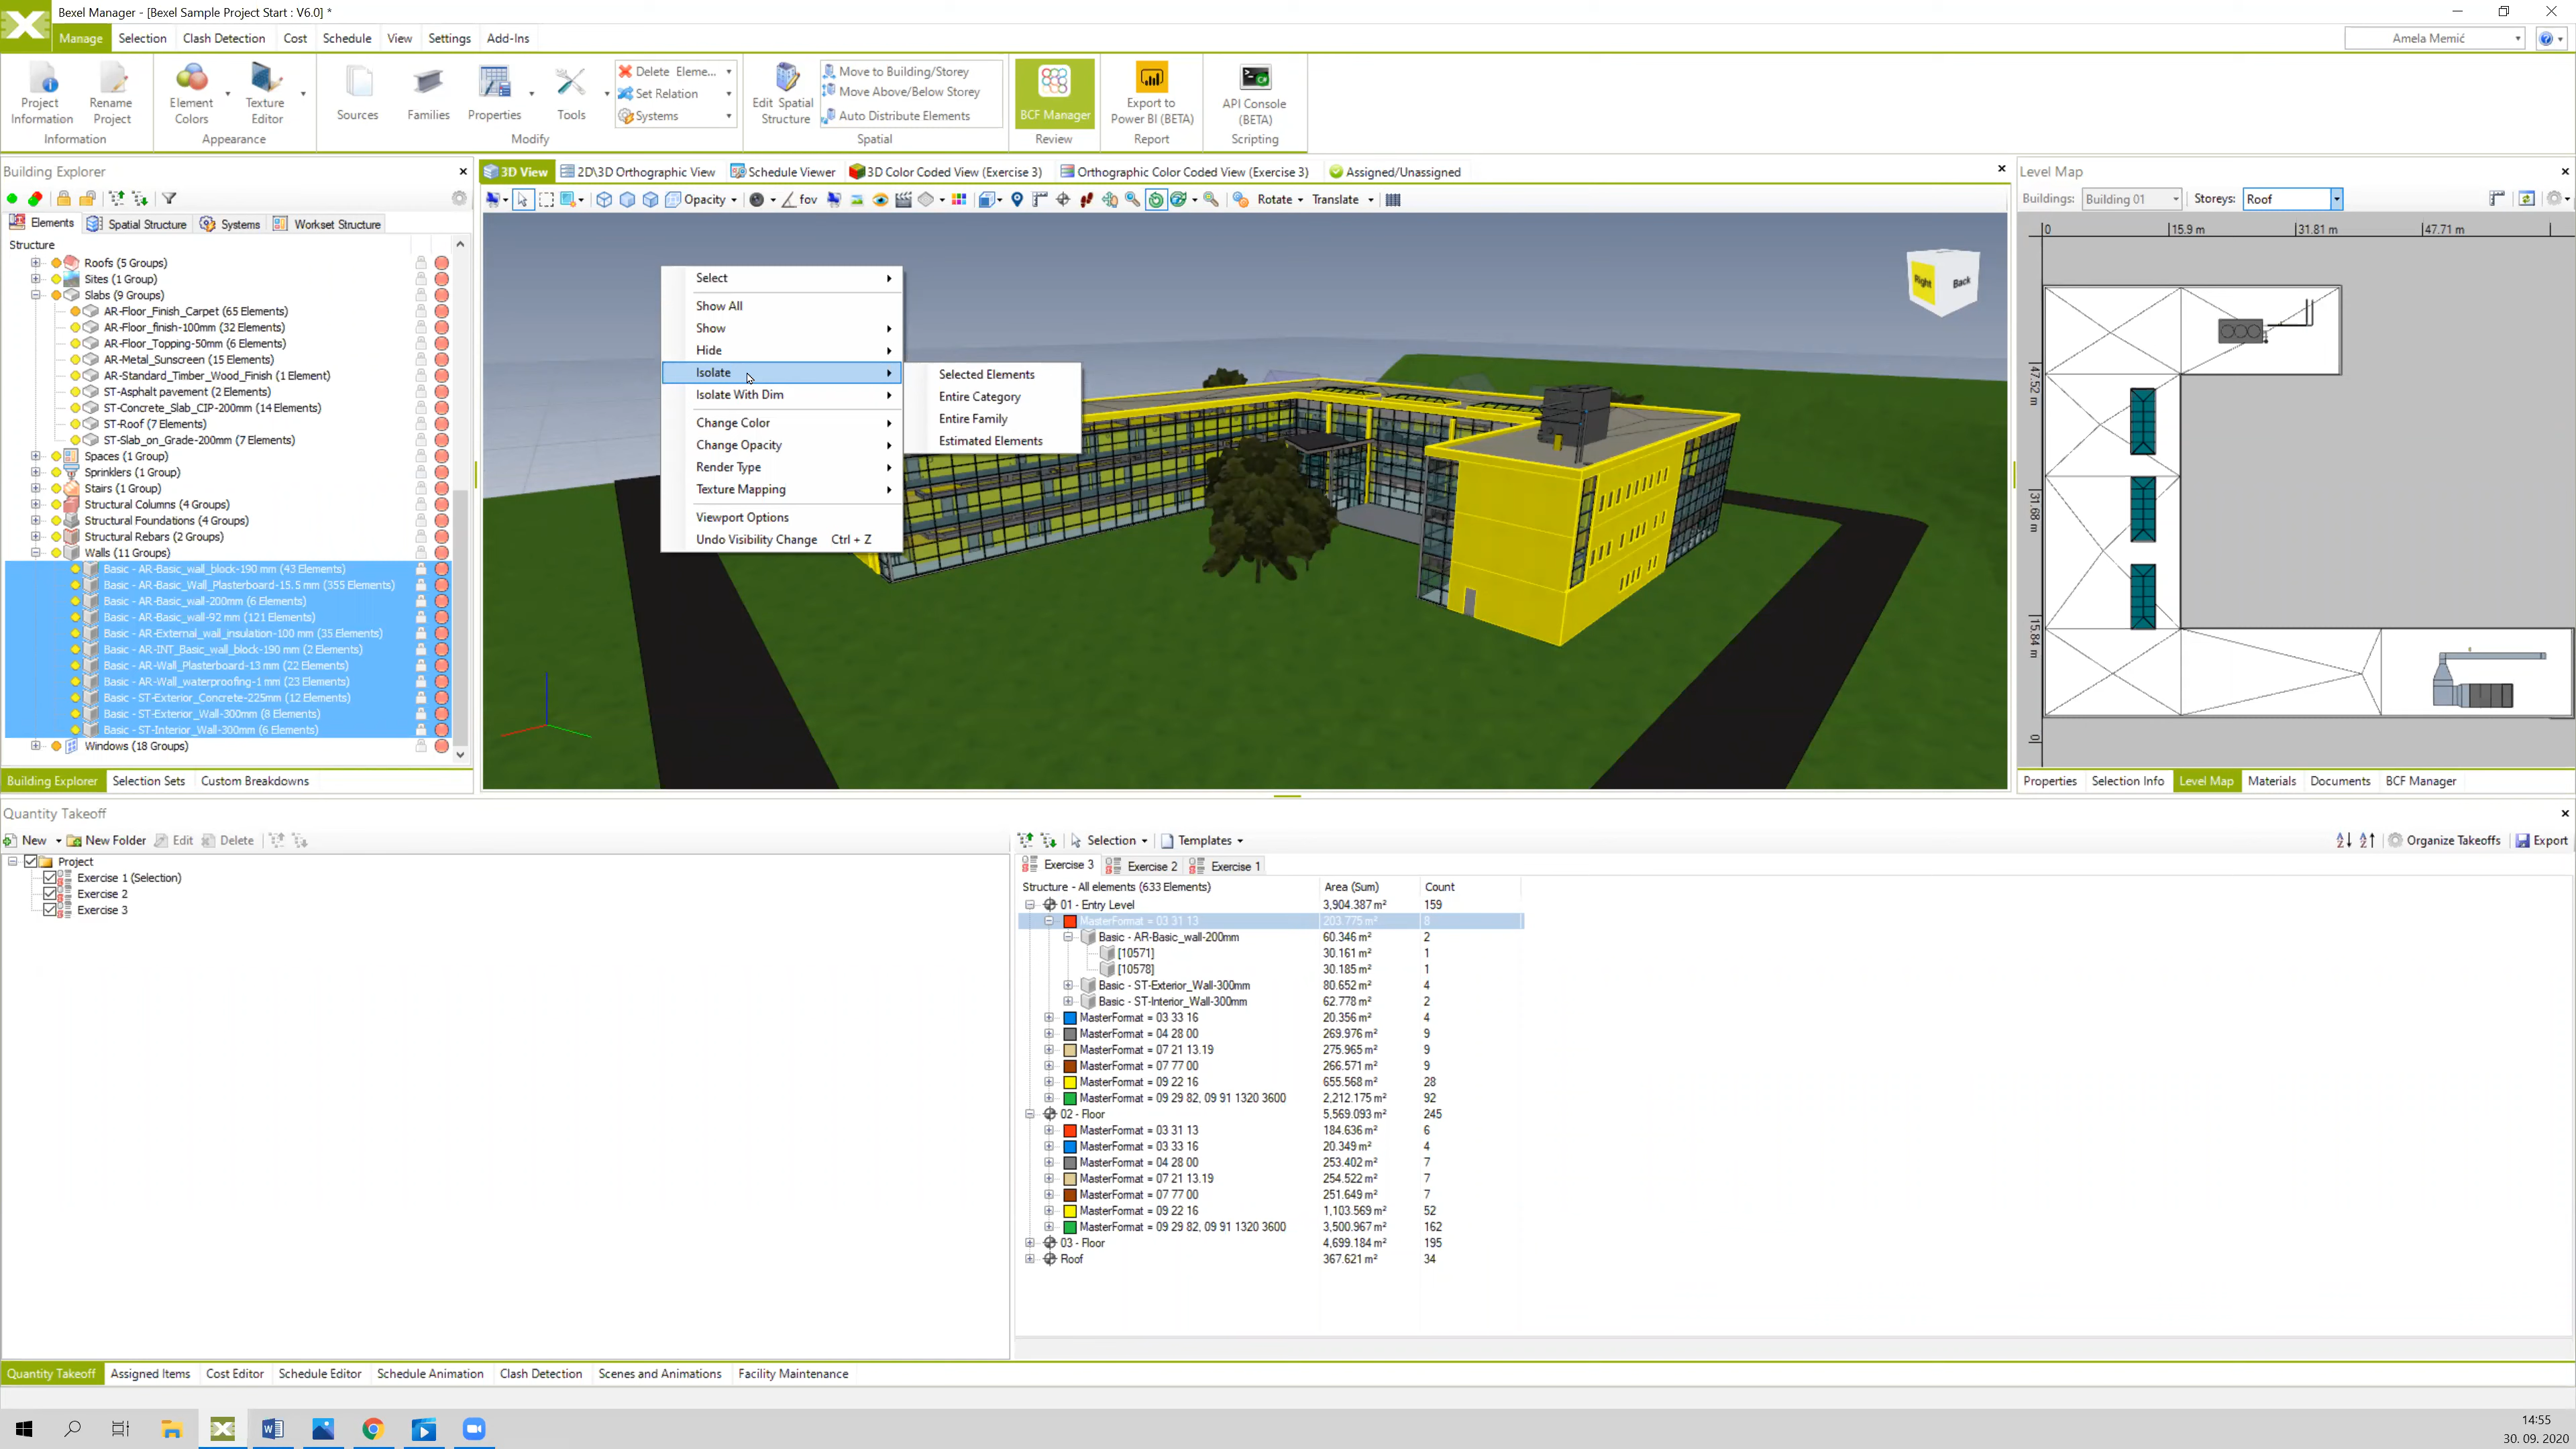 Bexel Manager - [Bexel Sample Project Start : V6.0] *
Manage Selection Clash Detection Cost Schedule View Settings Add-Ins
Amela Memić
Project Information
Rename Project
Information
Element Colors
Texture Editor
Appearance
Sources
Families
Properties
Tools
Delete Eleme...
Set Relation
Systems
Modify
Edit Spatial Structure
Move to Building/Storey
Move Above/Below Storey
Auto Distribute Elements
Spatial
BCF Manager
Review
Export to Power BI (BETA)
Report
API Console (BETA)
Scripting
Building Explorer
Elements Spatial Structure Systems Workset Structure
Structure
Roofs (5 Groups)
Sites (1 Group)
Slabs (9 Groups)
AR-Floor_Finish_Carpet (65 Elements)
AR-Floor_finish-100mm (32 Elements)
AR-Floor_Topping-50mm (6 Elements)
AR-Metal_Sunscreen (15 Elements)
AR-Standard_Timber_Wood_Finish (1 Element)
ST-Asphalt pavement (2 Elements)
ST-Concrete_Slab_CIP-200mm (14 Elements)
ST-Roof (7 Elements)
ST-Slab_on_Grade-200mm (7 Elements)
Spaces (1 Group)
Sprinklers (1 Group)
Stairs (1 Group)
Structural Columns (4 Groups)
Structural Foundations (4 Groups)
Structural Rebars (2 Groups)
Walls (11 Groups)
Basic - AR-Basic_wall_block-190 mm (43 Elements)
Basic - AR-Basic_Wall_Plasterboard-15.5 mm (355 Elements)
Basic - AR-Basic_wall-200mm (6 Elements)
Basic - AR-Basic_wall-92 mm (121 Elements)
Basic - AR-External_wall_insulation-100 mm (35 Elements)
Basic - AR-INT_Basic_wall_block-190 mm (2 Elements)
Basic - AR-Wall_Plasterboard-13 mm (22 Elements)
Basic - AR-Wall_waterproofing-1 mm (23 Elements)
Basic - ST-Exterior_Concrete-225mm (12 Elements)
Basic - ST-Exterior_Wall-300mm (8 Elements)
Basic - ST-Interior_Wall-300mm (6 Elements)
Windows (18 Groups)
Building Explorer Selection Sets Custom Breakdowns
3D View 2D\3D Orthographic View Schedule Viewer 3D Color Coded View (Exercise 3) Orthographic Color Coded View (Exercise 3) Assigned/Unassigned
Opacity fov Rotate Translate
Select
Show All
Show
Hide
Isolate
Isolate With Dim
Change Color
Change Opacity
Render Type
Texture Mapping
Viewport Options
Undo Visibility Change Ctrl + Z
Selected Elements
Entire Category
Entire Family
Estimated Elements
Right Back
Level Map
Buildings: Building 01 Storeys: Roof
0 15.9 m 31.81 m 47.71 m
47.52 m
31.68 m
15.84 m
0
Properties Selection Info Level Map Materials Documents BCF Manager
Quantity Takeoff
New New Folder Edit Delete
Project
Exercise 1 (Selection)
Exercise 2
Exercise 3
Selection Templates
Organize Takeoffs Export
Exercise 3 Exercise 2 Exercise 1
Structure - All elements (633 Elements) Area (Sum) Count
01 - Entry Level 3,904.387 m² 159
MasterFormat = 03 31 13 203.775 m² 8
Basic - AR-Basic_wall-200mm 60.346 m² 2
[10571] 30.161 m² 1
[10578] 30.185 m² 1
Basic - ST-Exterior_Wall-300mm 80.652 m² 4
Basic - ST-Interior_Wall-300mm 62.778 m² 2
MasterFormat = 03 33 16 20.356 m² 4
MasterFormat = 04 28 00 269.976 m² 9
MasterFormat = 07 21 13.19 275.965 m² 9
MasterFormat = 07 77 00 266.571 m² 9
MasterFormat = 09 22 16 655.568 m² 28
MasterFormat = 09 29 82, 09 91 1320 3600 2,212.175 m² 92
02 - Floor 5,569.093 m² 245
MasterFormat = 03 31 13 184.636 m² 6
MasterFormat = 03 33 16 20.349 m² 4
MasterFormat = 04 28 00 253.402 m² 7
MasterFormat = 07 21 13.19 254.522 m² 7
MasterFormat = 07 77 00 251.649 m² 7
MasterFormat = 09 22 16 1,103.569 m² 52
MasterFormat = 09 29 82, 09 91 1320 3600 3,500.967 m² 162
03 - Floor 4,699.184 m² 195
Roof 367.621 m² 34
Quantity Takeoff Assigned Items Cost Editor Schedule Editor Schedule Animation Clash Detection Scenes and Animations Facility Maintenance
14:55
30. 09. 2020